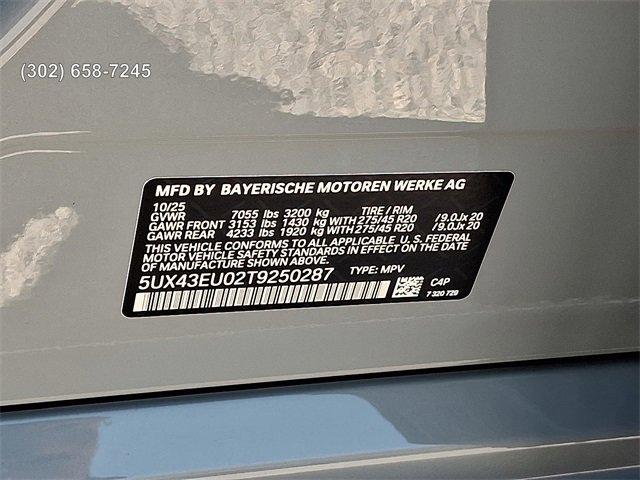 (302) 658-7245
MFD BY BAYERISCHE MOTOREN WERKE AG
10/25
GVWR 7055 lbs 3200 kg TIRE / RIM
GAWR FRONT 3153 lbs 1430 kg WITH 275/45 R20 / 9.0Jx20
GAWR REAR 4233 lbs 1920 kg WITH 275/45 R20 / 9.0Jx20
THIS VEHICLE CONFORMS TO ALL APPLICABLE U. S. FEDERAL
MOTOR VEHICLE SAFETY STANDARDS IN EFFECT ON THE DATE
OF MANUFACTURE SHOWN ABOVE.
5UX43EU02T9250287 TYPE: MPV
C4P
7 320 729